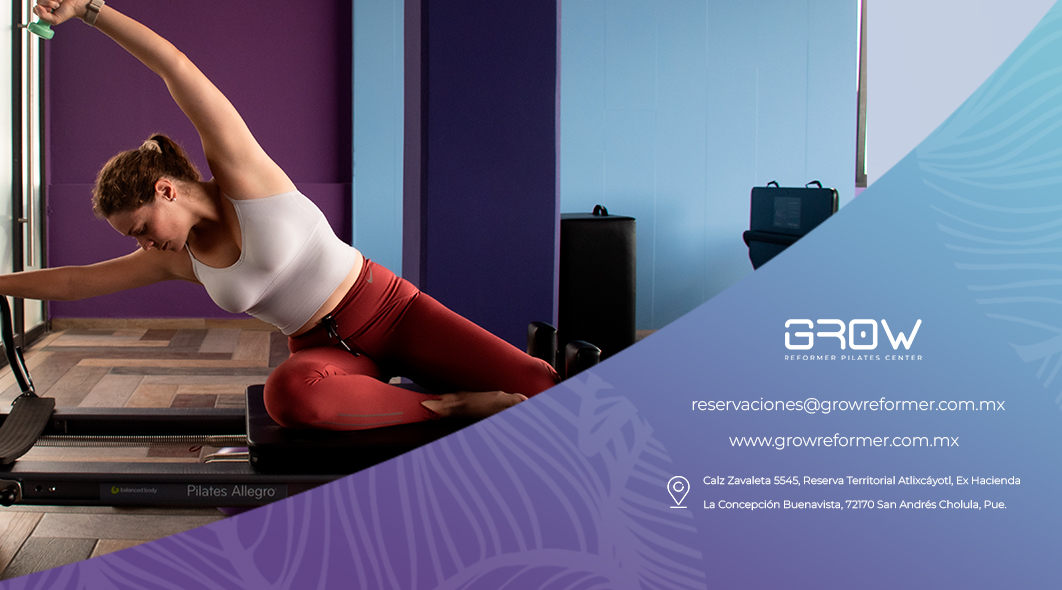 GROW
REFORMER PILATES CENTER
reservaciones@growreformer.com.mx
www.growreformer.com.mx
Calz Zavaleta 5545, Reserva Territorial Atlixcáyotl, Ex Hacienda
La Concepción Buenavista, 72170 San Andrés Cholula, Pue.
balanced body
Pilates Allegro